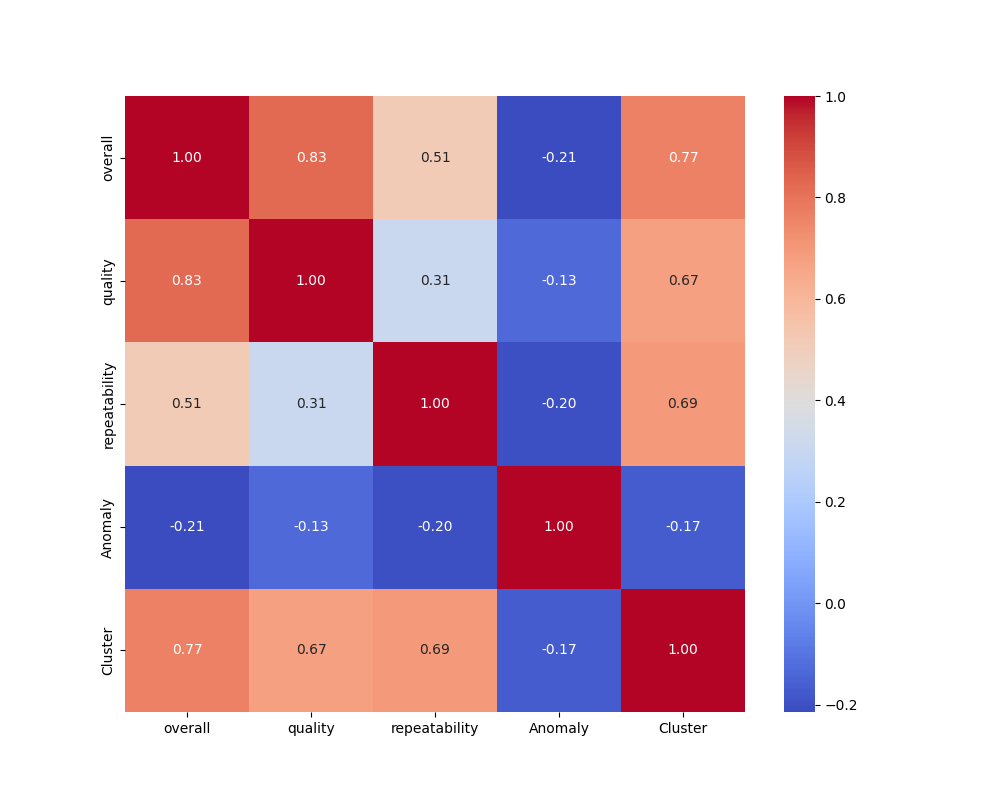 1.0
overall 1.00 0.83 0.51 -0.21 0.77
0.8
quality 0.83 1.00 0.31 -0.13 0.67
0.6
repeatability 0.51 0.31 1.00 -0.20 0.69
0.4
0.2
Anomaly -0.21 -0.13 -0.20 1.00 -0.17
0.0
Cluster 0.77 0.67 0.69 -0.17 1.00
−0.2
overall quality repeatability Anomaly Cluster